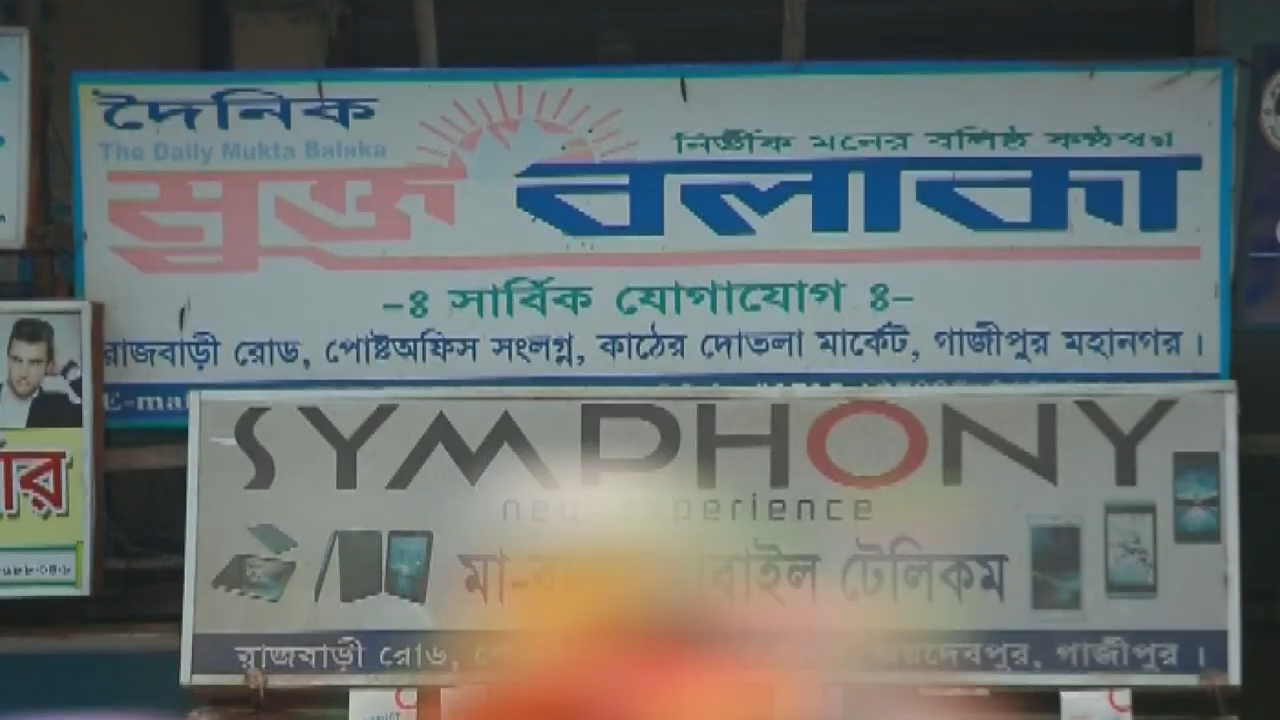 দৈনিক
The Daily Mukta Balaka
নির্ভীক মনের বলিষ্ঠ কণ্ঠস্বর
মুক্ত বলাকা
-ঃ সার্বিক যোগাযোগ ঃ-
রাজবাড়ী রোড, পোষ্টঅফিস সংলগ্ন, কাঠের দোতলা মার্কেট, গাজীপুর মহানগর।
SYMPHONY
মা- টেলিকম
রাজবাড়ী রোড, গাজীপুর।